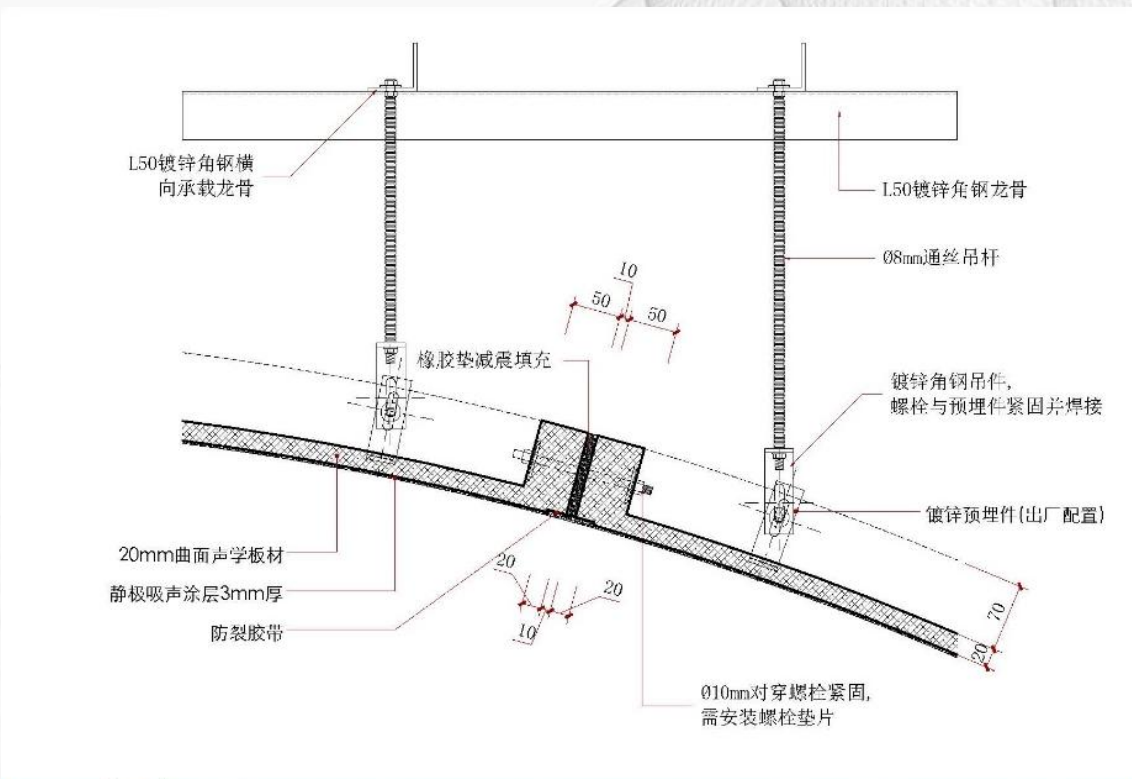 L50镀锌角钢横
向承载龙骨
L50镀锌角钢龙骨
Ø8mm通丝吊杆
10
50
50
橡胶垫减震填充
镀锌角钢吊件,
螺栓与预埋件紧固并焊接
镀锌预埋件(出厂配置)
20mm曲面声学板材
静极吸声涂层3mm厚
防裂胶带
20
20
10
70
20
Ø10mm对穿螺栓紧固,
需安装螺栓垫片